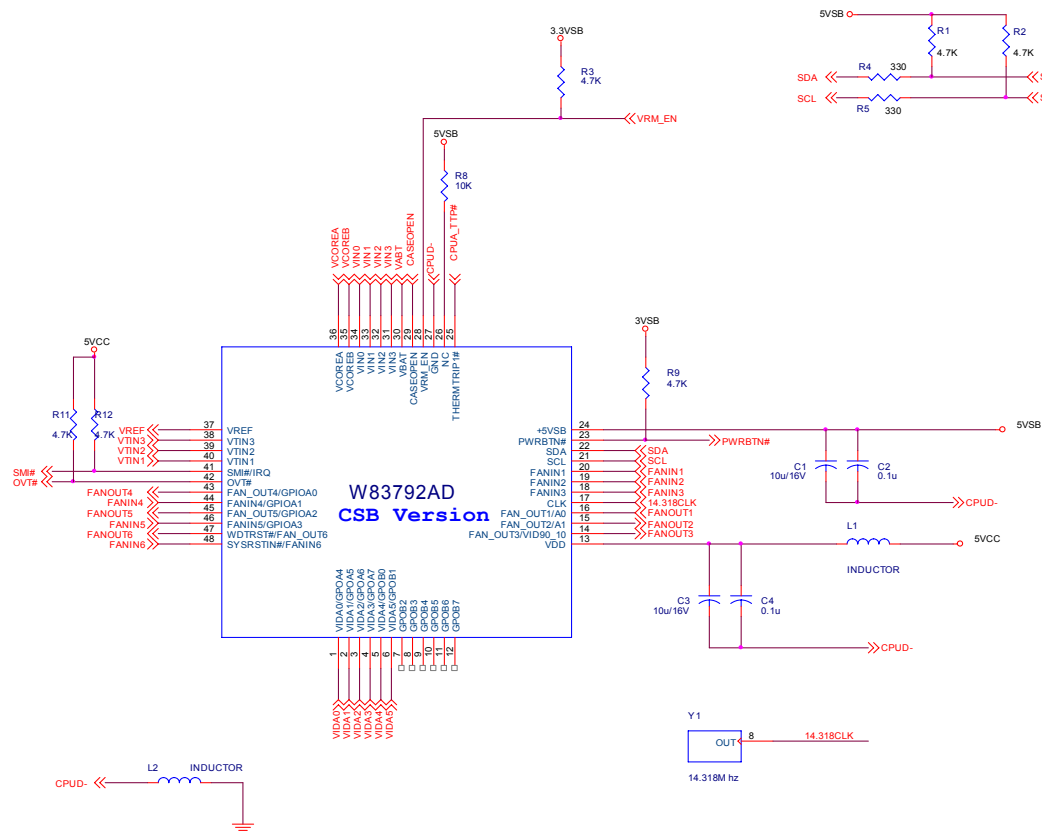 5VSB
R1
4.7K
R2
4.7K
R4
330
SDA
SCL
R5
330
3.3VSB
R3
4.7K
VRM_EN
5VSB
R8
10K
VCOREA
VCOREB
VIN0
VIN1
VIN2
VIN3
VABT
CASEOPEN
CPUD-
CPUA_TTP#
36
35
34
33
32
31
30
29
28
27
26
25
VCOREA
VCOREB
VIN0
VIN1
VIN2
VIN3
VBAT
CASEOPEN
VRM_EN
GND
NC
THERMTRIP1#
3VSB
R9
4.7K
5VCC
R11
4.7K
R12
4.7K
VREF 37 VREF
VTIN3 38 VTIN3
VTIN2 39 VTIN2
VTIN1 40 VTIN1
SMI# 41 SMI#/IRQ
OVT# 42 OVT#
FANOUT4 43 FAN_OUT4/GPIOA0
FANIN4 44 FANIN4/GPIOA1
FANOUT5 45 FAN_OUT5/GPIOA2
FANIN5 46 FANIN5/GPIOA3
FANOUT6 47 WDTRST#/FAN_OUT6
FANIN6 48 SYSRSTIN#/FANIN6
W83792AD
CSB Version
+5VSB 24 5VSB
PWRBTN# 23 PWRBTN#
SDA 22 SDA
SCL 21 SCL
FANIN1 20 FANIN1
FANIN2 19 FANIN2
FANIN3 18 FANIN3
CLK 17 14.318CLK
FAN_OUT1/A0 16 FANOUT1
FAN_OUT2/A1 15 FANOUT2
FAN_OUT3/VID90_10 14 FANOUT3
VDD 13
C1
10u/16V
C2
0.1u
CPUD-
L1
INDUCTOR
5VCC
C3
10u/16V
C4
0.1u
CPUD-
VIDA0/GPOA4
VIDA1/GPOA5
VIDA2/GPOA6
VIDA3/GPOA7
VIDA4/GPOB0
VIDA5/GPOB1
GPOB2
GPOB3
GPOB4
GPOB5
GPOB6
GPOB7
1
2
3
4
5
6
7
8
9
10
11
12
VIDA0
VIDA1
VIDA2
VIDA3
VIDA4
VIDA5
Y1
OUT 8 14.318CLK
14.318M hz
L2 INDUCTOR
CPUD-